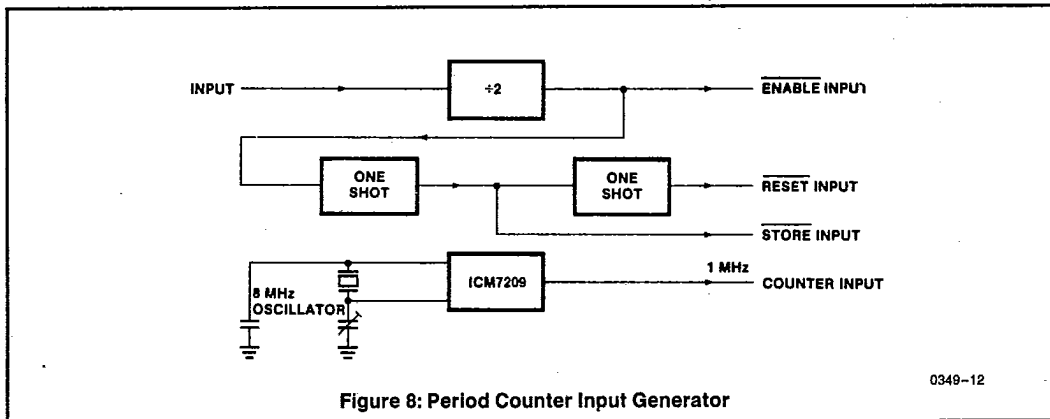 INPUT
÷2
ENABLE INPUT
ONE
SHOT
ONE
SHOT
RESET INPUT
STORE INPUT
8 MHz
OSCILLATOR
ICM7209
1 MHz
COUNTER INPUT
0349–12
Figure 8: Period Counter Input Generator